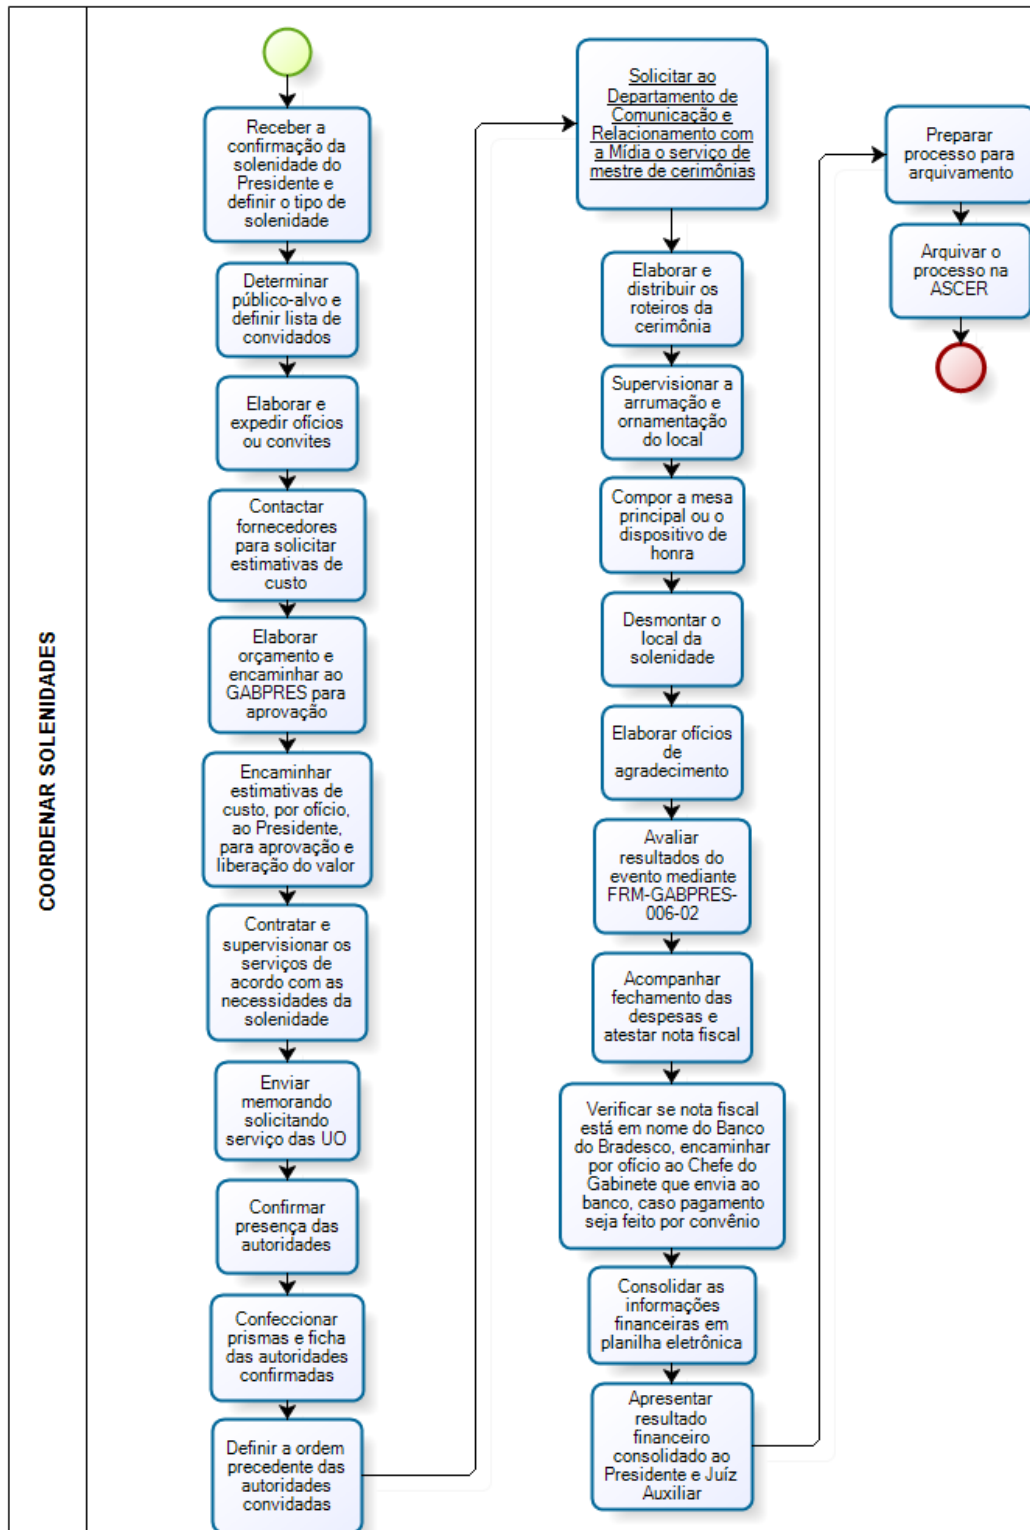 COORDENAR SOLENIDADES
Receber a
confirmação da
solenidade do
Presidente e
definir o tipo de
solenidade
Determinar
público-alvo e
definir lista de
convidados
Elaborar e
expedir ofícios
ou convites
Contactar
fornecedores
para solicitar
estimativas de
custo
Elaborar
orçamento e
encaminhar ao
GABPRES para
aprovação
Encaminhar
estimativas de
custo, por ofício,
ao Presidente,
para aprovação e
liberação do valor
Contratar e
supervisionar os
serviços de
acordo com as
necessidades da
solenidade
Enviar
memorando
solicitando
serviço das UO
Confirmar
presença das
autoridades
Confeccionar
prismas e ficha
das autoridades
confirmadas
Definir a ordem
precedente das
autoridades
convidadas
Solicitar ao
Departamento de
Comunicação e
Relacionamento com
a Mídia o serviço de
mestre de cerimônias
Elaborar e
distribuir os
roteiros da
cerimônia
Supervisionar a
arrumação e
ornamentação
do local
Compor a mesa
principal ou o
dispositivo de
honra
Desmontar o
local da
solenidade
Elaborar ofícios
de
agradecimento
Avaliar
resultados do
evento mediante
FRM-GABPRES-
006-02
Acompanhar
fechamento das
despesas e
atestar nota fiscal
Verificar se nota fiscal
está em nome do Banco
do Bradesco, encaminhar
por ofício ao Chefe do
Gabinete que envia ao
banco, caso pagamento
seja feito por convênio
Consolidar as
informações
financeiras em
planilha eletrônica
Apresentar
resultado
financeiro
consolidado ao
Presidente e Juíz
Auxiliar
Preparar
processo para
arquivamento
Arquivar o
processo na
ASCER